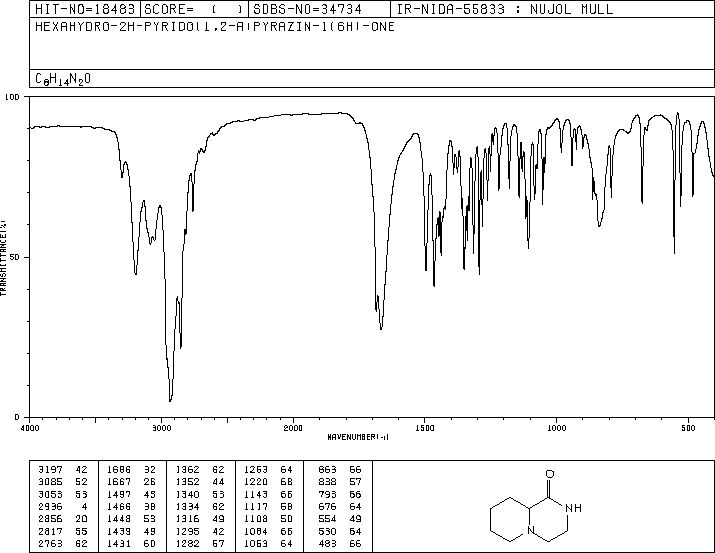 HIT-NO=18483 SCORE= ( ) SDBS-NO=34734 IR-NIDA-55833 : NUJOL MULL
HEXAHYDRO-2H-PYRIDO(1,2-A)PYRAZIN-1(6H)-ONE
C8H14N2O
100
50
0
TRANSMITTANCE(%)
4000 3000 2000 1500 1000 500
WAVENUMBER(-1)
3197 42 1686 32 1362 62 1263 64 863 66
3085 52 1667 26 1352 44 1220 68 838 57
3053 53 1497 45 1340 53 1143 66 793 66
2936 4 1466 38 1334 62 1117 58 676 64
2856 20 1448 53 1316 49 1108 50 554 49
2817 55 1439 49 1295 42 1084 66 530 64
2763 62 1431 60 1282 57 1053 64 483 66
O
NH
N